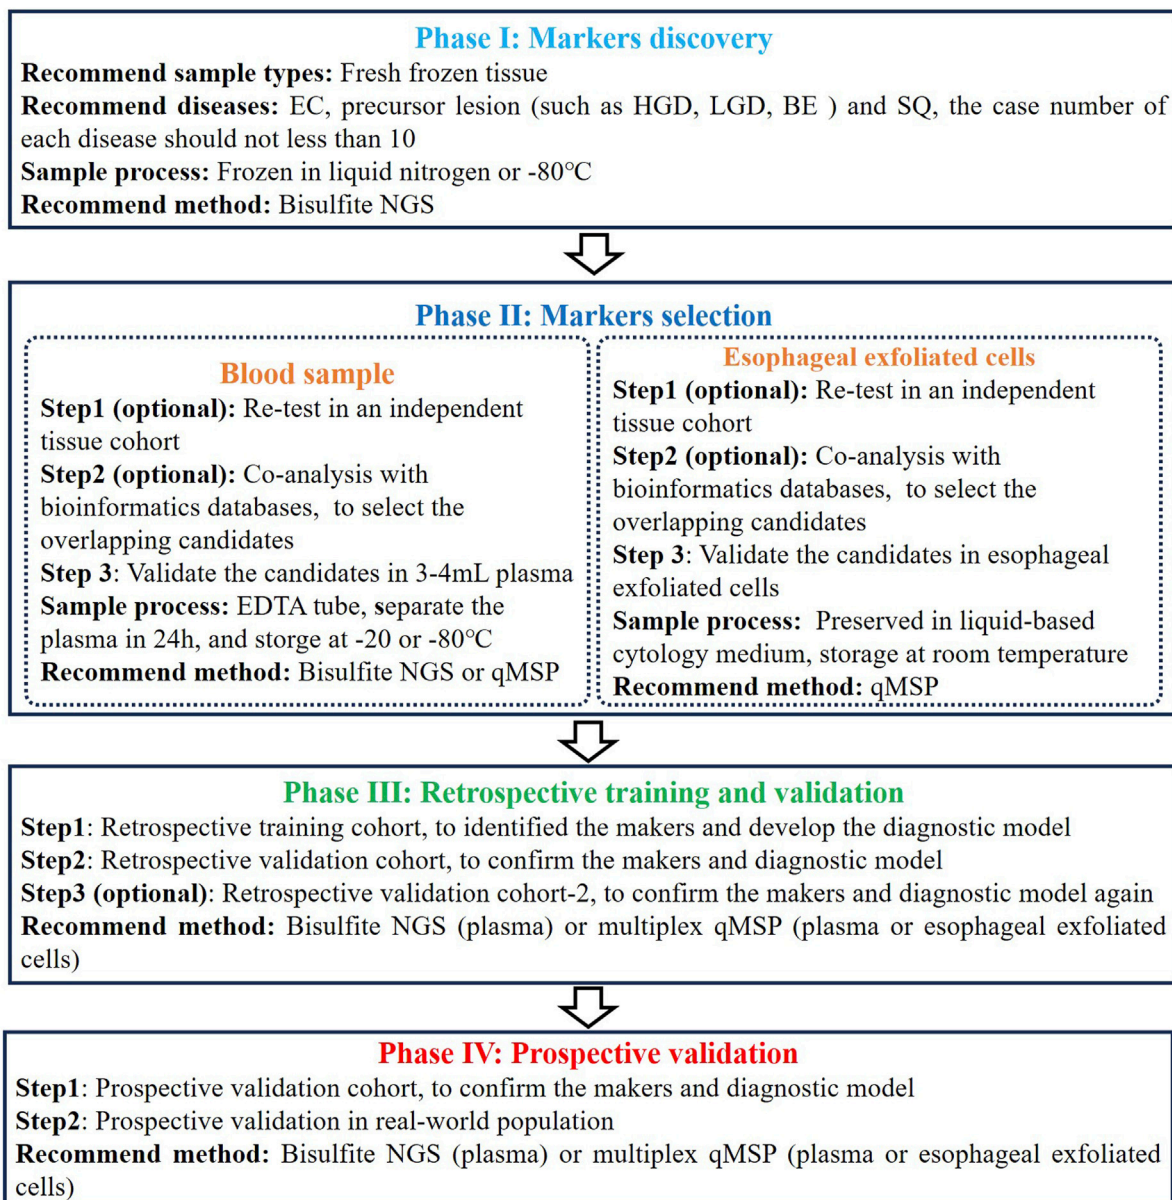 Phase I: Markers discovery
Recommend sample types: Fresh frozen tissue
Recommend diseases: EC, precursor lesion (such as HGD, LGD, BE ) and SQ, the case number of
each disease should not less than 10
Sample process: Frozen in liquid nitrogen or -80℃
Recommend method: Bisulfite NGS
Phase II: Markers selection
Blood sample
Step1 (optional): Re-test in an independent
tissue cohort
Step2 (optional): Co-analysis with
bioinformatics databases, to select the
overlapping candidates
Step 3: Validate the candidates in 3-4mL plasma
Sample process: EDTA tube, separate the
plasma in 24h, and storge at -20 or -80℃
Recommend method: Bisulfite NGS or qMSP
Esophageal exfoliated cells
Step1 (optional): Re-test in an independent
tissue cohort
Step2 (optional): Co-analysis with
bioinformatics databases, to select the
overlapping candidates
Step 3: Validate the candidates in esophageal
exfoliated cells
Sample process: Preserved in liquid-based
cytology medium, storage at room temperature
Recommend method: qMSP
Phase III: Retrospective training and validation
Step1: Retrospective training cohort, to identified the makers and develop the diagnostic model
Step2: Retrospective validation cohort, to confirm the makers and diagnostic model
Step3 (optional): Retrospective validation cohort-2, to confirm the makers and diagnostic model again
Recommend method: Bisulfite NGS (plasma) or multiplex qMSP (plasma or esophageal exfoliated
cells)
Phase IV: Prospective validation
Step1: Prospective validation cohort, to confirm the makers and diagnostic model
Step2: Prospective validation in real-world population
Recommend method: Bisulfite NGS (plasma) or multiplex qMSP (plasma or esophageal exfoliated
cells)